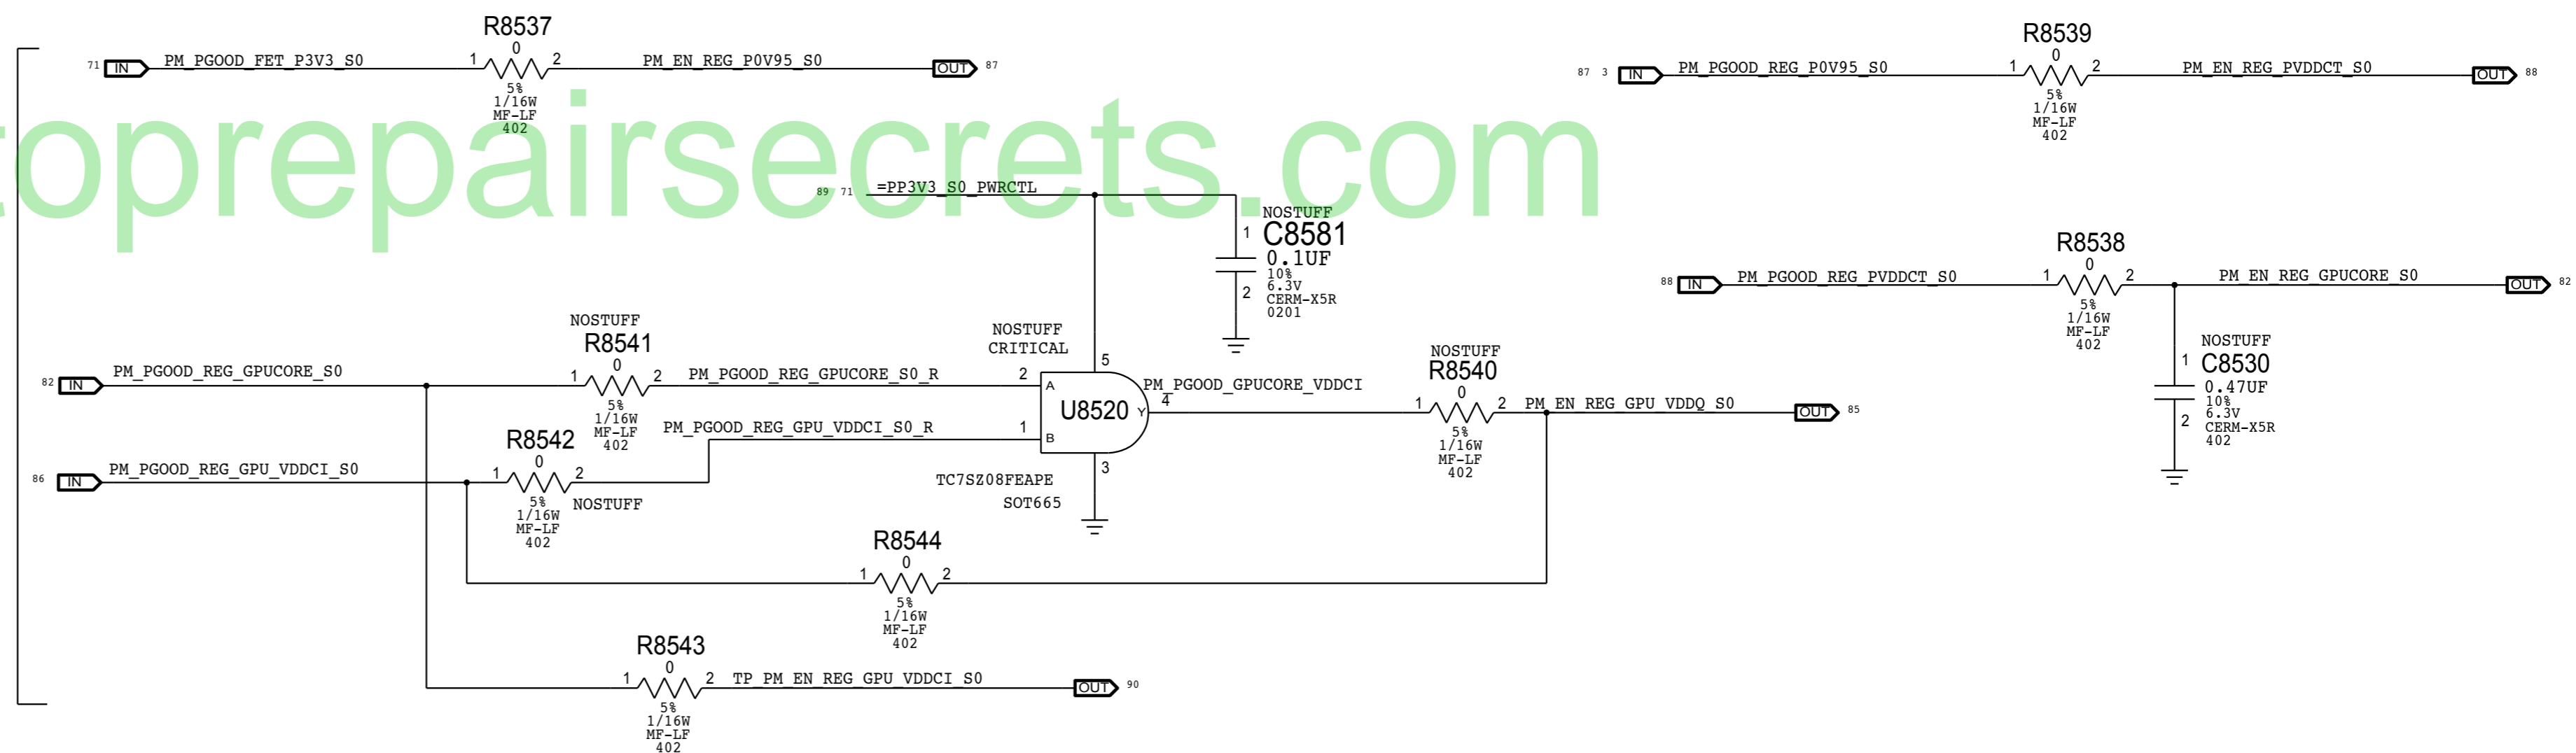 R8537
0
71 IN PM_PGOOD_FET_P3V3_S0 1 2 PM_EN_REG_P0V95_S0 OUT 87
5%
1/16W
MF-LF
402
R8539
0
87 3 IN PM_PGOOD_REG_P0V95_S0 1 2 PM_EN_REG_PVDDCT_S0 OUT 88
5%
1/16W
MF-LF
402
toprepairsecrets.com
89 71 =PP3V3_S0_PWRCTL
NOSTUFF
1 C8581
0.1UF
10%
2 6.3V
CERM-X5R
0201
R8538
0
88 IN PM_PGOOD_REG_PVDDCT_S0 1 2 PM_EN_REG_GPUCORE_S0 OUT 82
5%
1/16W
MF-LF
402
NOSTUFF
1 C8530
0.47UF
10%
2 6.3V
CERM-X5R
402
NOSTUFF
R8541
0
82 IN PM_PGOOD_REG_GPUCORE_S0 1 2 PM_PGOOD_REG_GPUCORE_S0_R 2 A
5%
1/16W
MF-LF
402
NOSTUFF
CRITICAL
5
U8520
Y 4 PM_PGOOD_GPUCORE_VDDCI
3
TC7SZ08FEAPE
SOT665
NOSTUFF
R8540
0
1 2 PM_EN_REG_GPU_VDDQ_S0 OUT 85
5%
1/16W
MF-LF
402
PM_PGOOD_REG_GPU_VDDCI_S0_R 1 B
R8542
0
86 IN PM_PGOOD_REG_GPU_VDDCI_S0 1 2
5% NOSTUFF
1/16W
MF-LF
402
R8544
0
1 2
5%
1/16W
MF-LF
402
R8543
0
1 2 TP_PM_EN_REG_GPU_VDDCI_S0 OUT 90
5%
1/16W
MF-LF
402